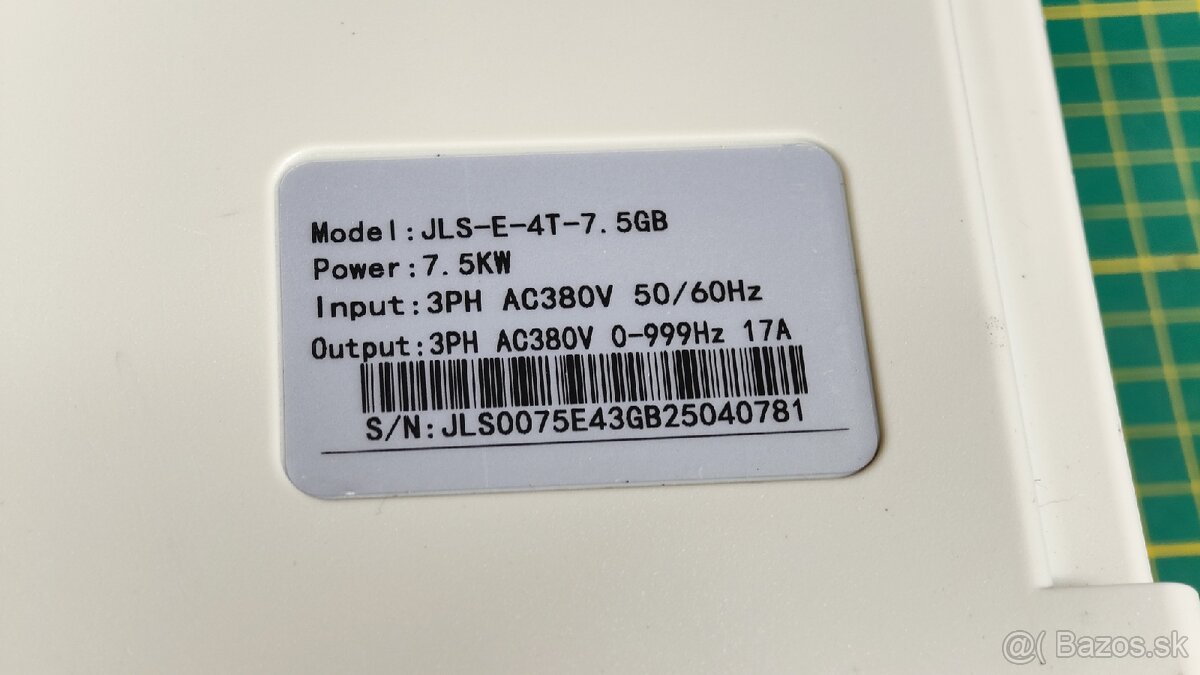 Model:JLS-E-4T-7.5GB
Power:7.5KW
Input:3PH AC380V 50/60Hz
Output:3PH AC380V 0-999Hz 17A
S/N:JLS0075E43GB25040781
@( Bazos.sk